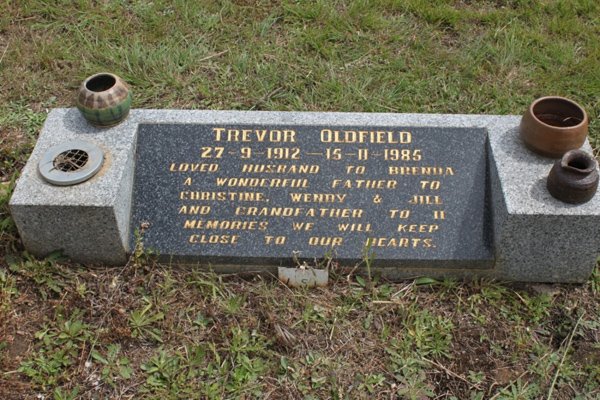 TREVOR OLDFIELD
27-9-1912-15-11-1985
LOVED HUSBAND TO BRENDA
A WONDERFUL FATHER TO
CHRISTINE, WENDY & JILL
AND GRANDFATHER TO 11
MEMORIES WE WILL KEEP
CLOSE TO OUR HEARTS.